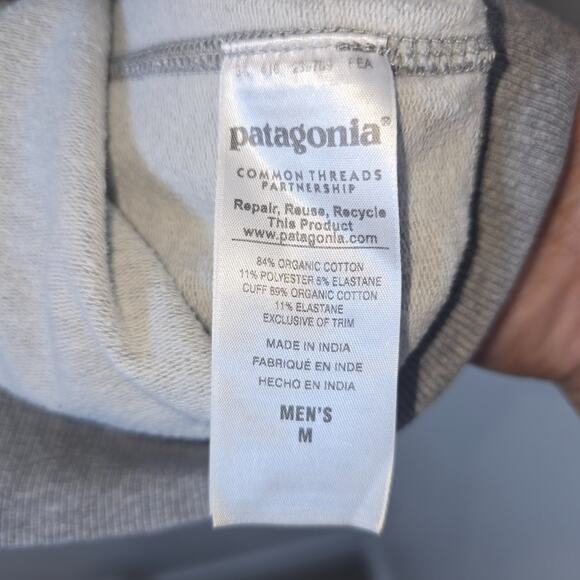 FEA
patagonia®
COMMON THREADS
PARTNERSHIP
Repair, Reuse, Recycle
This Product
www.patagonia.com
84% ORGANIC COTTON
11% POLYESTER 5% ELASTANE
CUFF 89% ORGANIC COTTON
11% ELASTANE
EXCLUSIVE OF TRIM
MADE IN INDIA
FABRIQUÉ EN INDE
HECHO EN INDIA
MEN'S
M